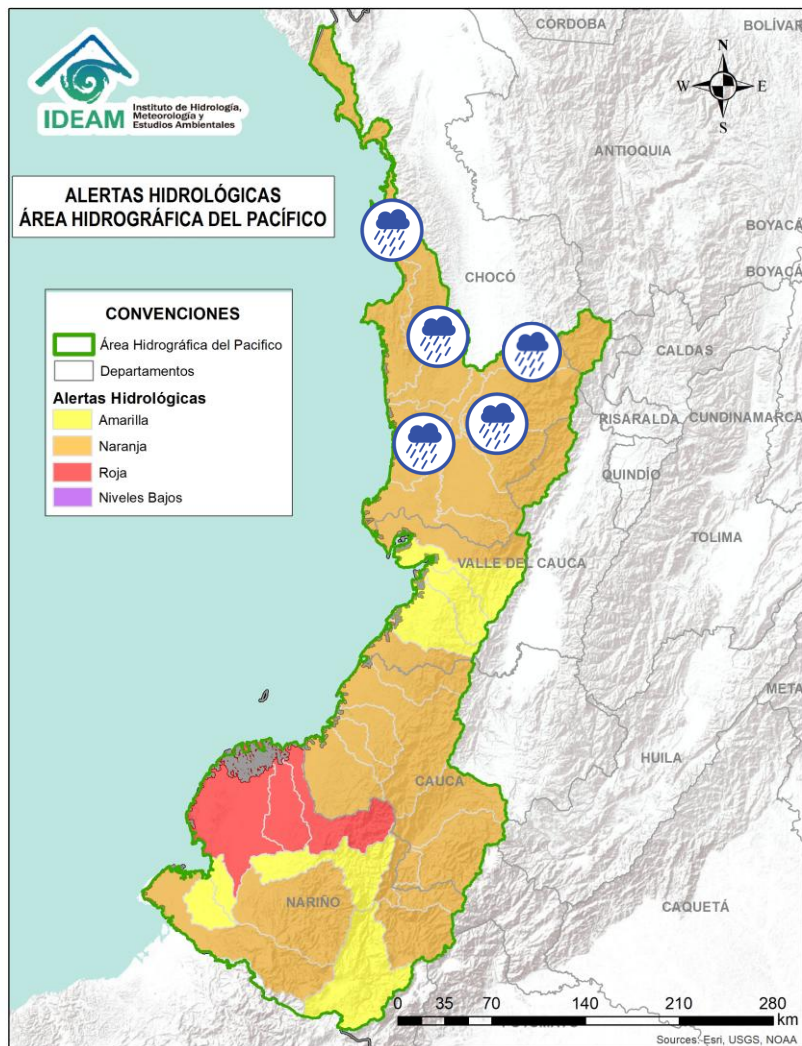 CÓRDOBA
BOLÍVAR
IDEAM
Instituto de Hidrología,
Meteorología y
Estudios Ambientales
N
W
E
S
ANTIOQUIA
ALERTAS HIDROLÓGICAS
ÁREA HIDROGRÁFICA DEL PACÍFICO
BOYACÁ
BOYACÁ
CHOCÓ
CONVENCIONES
Área Hidrográfica del Pacifico
Departamentos
Alertas Hidrológicas
Amarilla
Naranja
Roja
Niveles Bajos
CALDAS
RISARALDA
CUNDINAMARCA
QUINDÍO
TOLIMA
VALLE DEL CAUCA
META
HUILA
CAUCA
NARIÑO
CAQUETÁ
0 35 70 140 210 280
km
Sources: Esri, USGS, NOAA